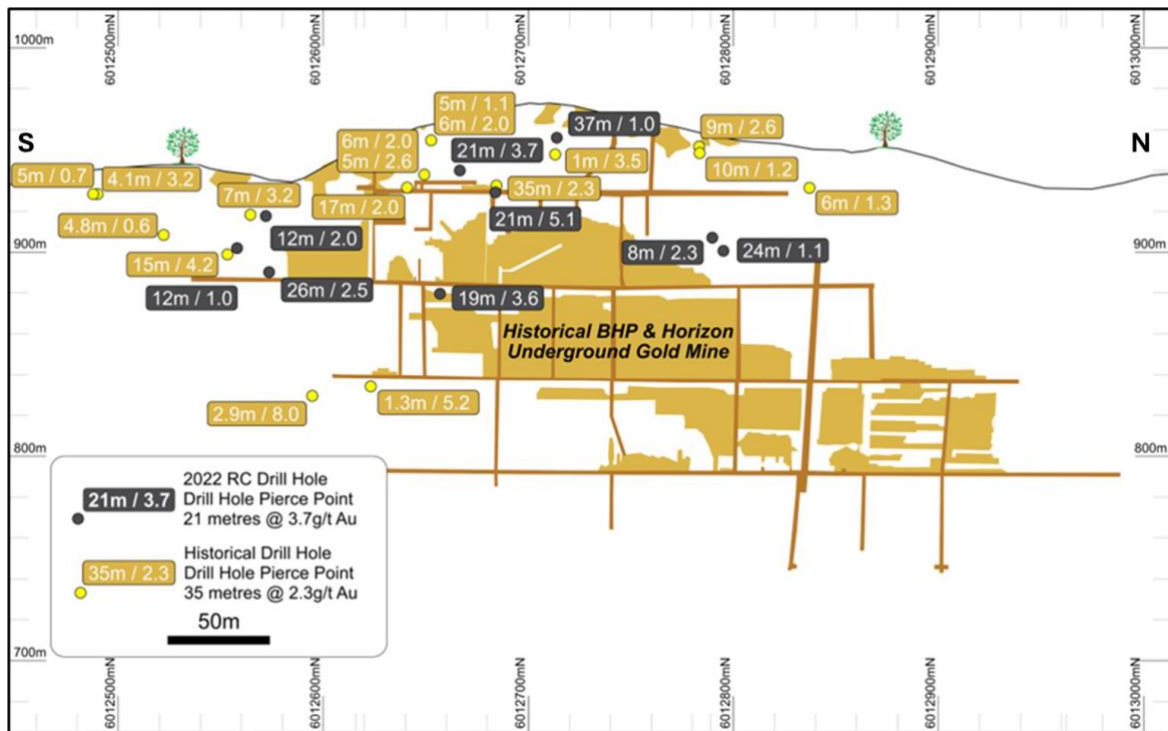 6012500mN
6012600mN
6012700mN
6012800mN
6012900mN
6013000mN
1000m
S
N
5m / 1.1
6m / 2.0
37m / 1.0
9m / 2.6
6m / 2.0
5m / 2.6
21m / 3.7
1m / 3.5
10m / 1.2
5m / 0.7
4.1m / 3.2
7m / 3.2
17m / 2.0
35m / 2.3
6m / 1.3
4.8m / 0.6
12m / 2.0
21m / 5.1
900m
15m / 4.2
8m / 2.3
24m / 1.1
900m
12m / 1.0
26m / 2.5
19m / 3.6
Historical BHP & Horizon
Underground Gold Mine
2.9m / 8.0
1.3m / 5.2
800m
800m
21m / 3.7
2022 RC Drill Hole
Drill Hole Pierce Point
21 metres @ 3.7g/t Au
35m / 2.3
Historical Drill Hole
Drill Hole Pierce Point
35 metres @ 2.3g/t Au
50m
700m
700m
6012500mN
6012600mN
6012700mN
6012800mN
6012900mN
6013000mN